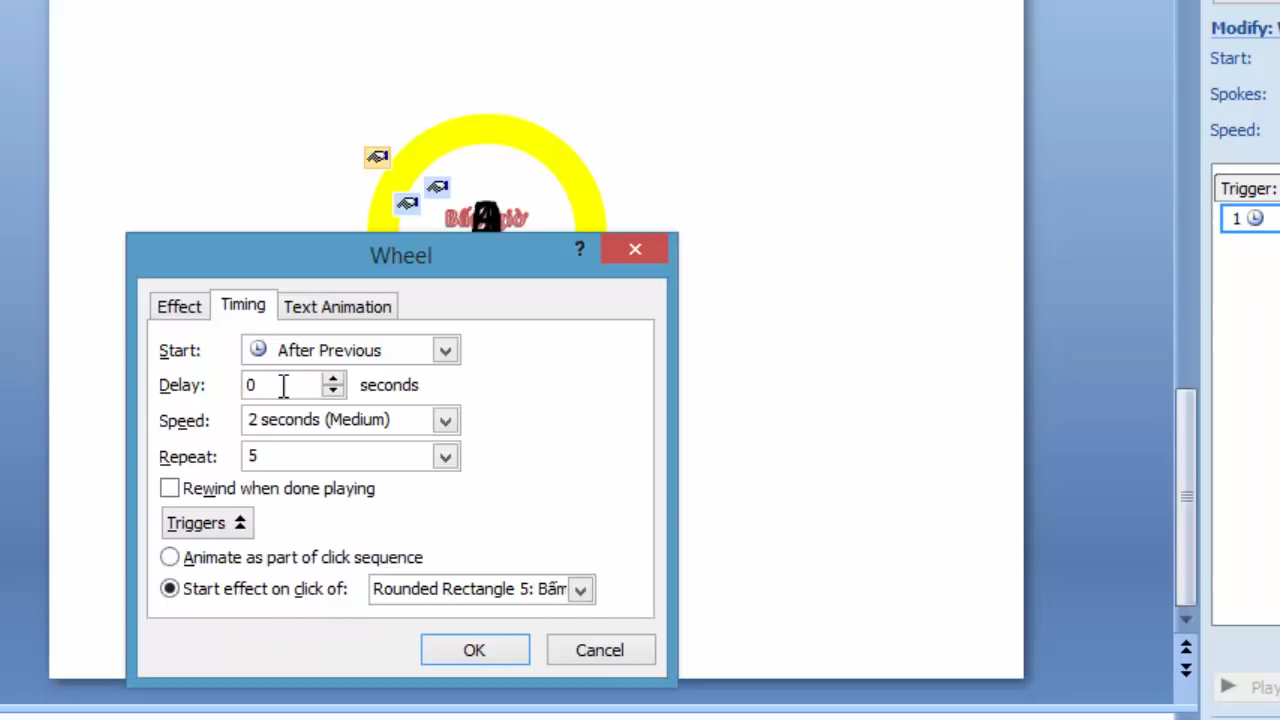 Modify:
Start:
Spokes:
Speed:
Trigger:
1
A
Wheel
?
Effect
Timing
Text Animation
Start: After Previous
Delay: 0 seconds
Speed: 2 seconds (Medium)
Repeat: 5
Rewind when done playing
Triggers
Animate as part of click sequence
Start effect on click of: Rounded Rectangle 5: Bấm
OK
Cancel
Play